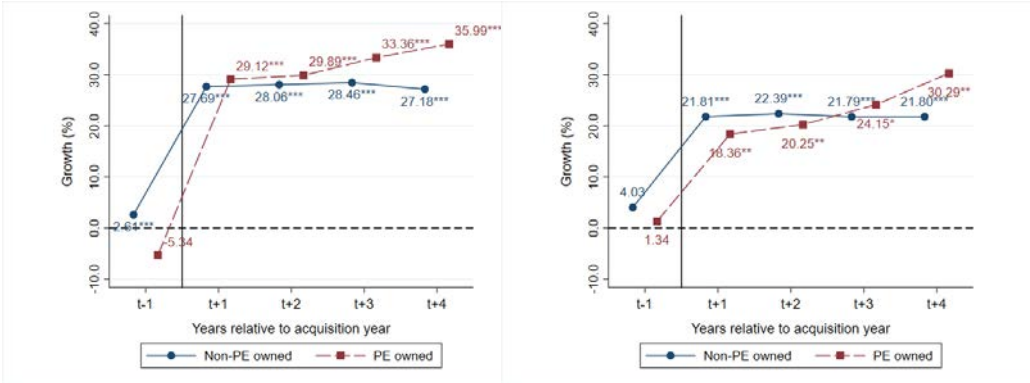 40.0
30.0
20.0
10.0
0.0
-10.0
Growth (%)
35.99***
33.36***
29.12***
29.89***
27.69***
28.06***
28.46***
27.18***
2.61***
-5.34
t-1
t+1
t+2
t+3
t+4
Years relative to acquisition year
Non-PE owned
PE owned
40.0
30.0
20.0
10.0
0.0
-10.0
Growth (%)
30.29**
21.81***
22.39***
21.79***
21.80***
24.15*
18.36**
20.25**
4.03
1.34
t-1
t+1
t+2
t+3
t+4
Years relative to acquisition year
Non-PE owned
PE owned